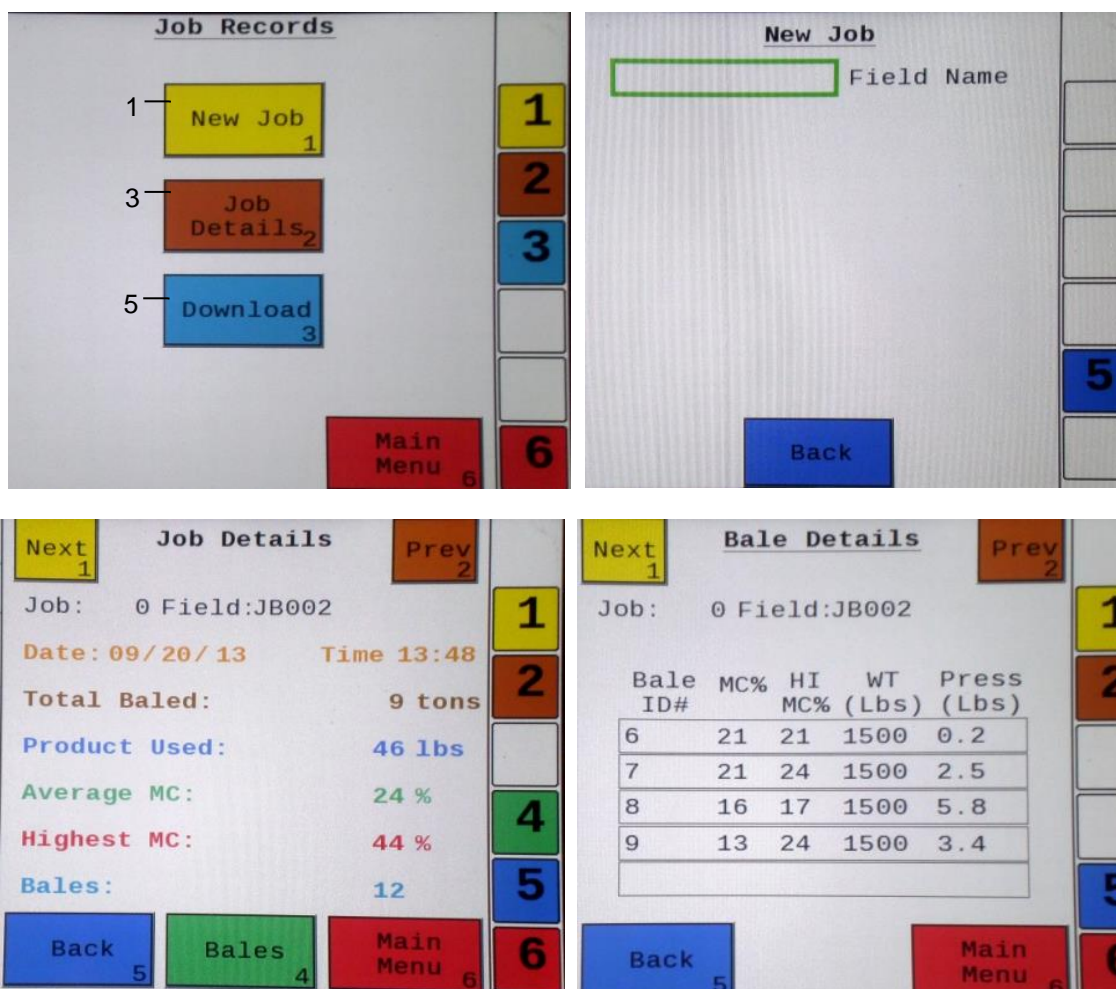 Job Records
1
New Job
1
3
Job
Details
2
5
Download
3
Main
Menu
6
1
2
3
6
New Job
Field Name
Back
5
Next
1
Job Details
Prev
2
Job: 0 Field:JB002
Date: 09/20/13 Time 13:48
Total Baled: 9 tons
Product Used: 46 lbs
Average MC: 24 %
Highest MC: 44 %
Bales: 12
Back
5
Bales
4
Main
Menu
6
1
2
4
5
6
Next
1
Bale Details
Prev
2
Job: 0 Field:JB002
Bale MC% HI WT Press
ID# MC% (Lbs) (Lbs)
6 21 21 1500 0.2
7 21 24 1500 2.5
8 16 17 1500 5.8
9 13 24 1500 3.4
Back
5
Main
Menu
6
1
2
5
6